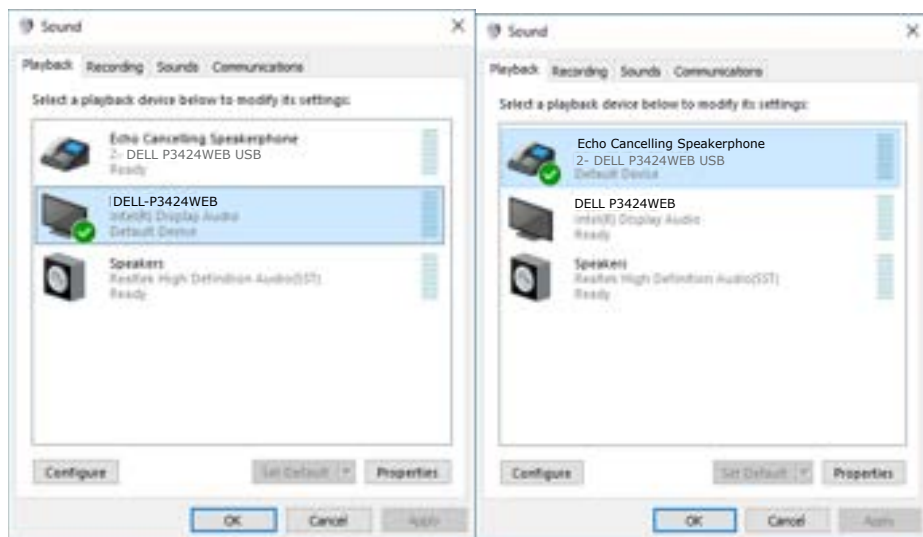 Sound
Playback Recording Sounds Communications
Select a playback device below to modify its settings:
Echo Cancelling Speakerphone
2- DELL P3424WEB USB
Ready
DELL-P3424WEB
Intel(R) Display Audio
Default Device
Speakers
Realtek High Definition Audio(SST)
Ready
Configure Set Default Properties
OK Cancel Apply
Sound
Playback Recording Sounds Communications
Select a playback device below to modify its settings:
Echo Cancelling Speakerphone
2- DELL P3424WEB USB
Default Device
DELL P3424WEB
Intel(R) Display Audio
Ready
Speakers
Realtek High Definition Audio(SST)
Ready
Configure Set Default Properties
OK Cancel Apply